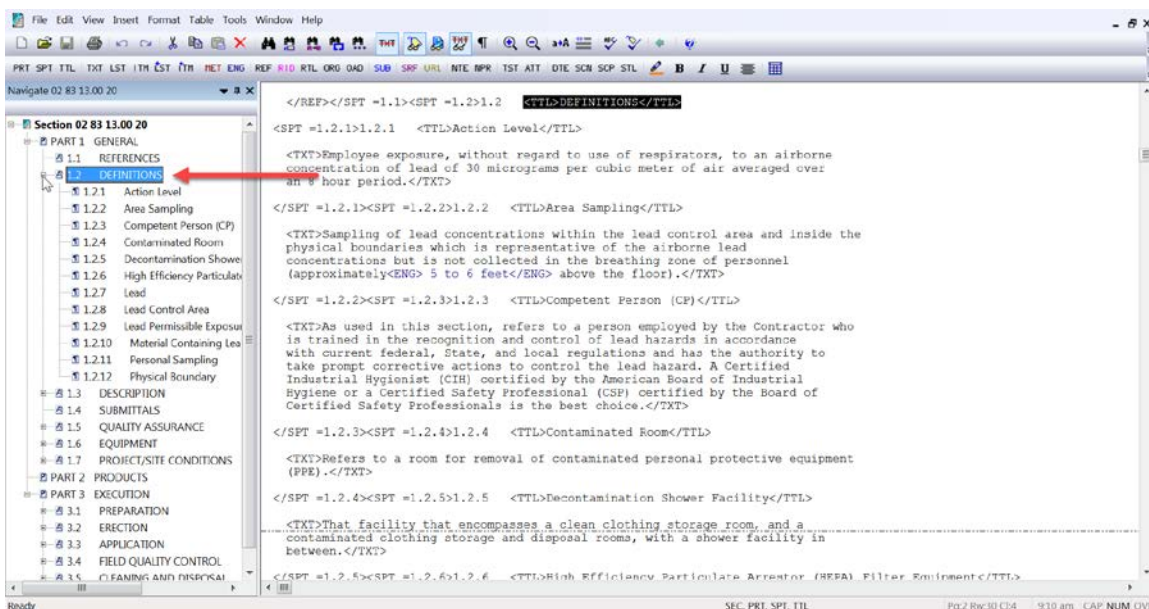 File Edit View Insert Format Table Tools Window Help
PRT SPT TTL TXT LST ITM LST ITM MET ENG REF RID RTL ORG OAD SUB SRF URL NTE NPR TST ATT DTE SCN SCP STL B I U
Navigate 02 83 13.00 20
Section 02 83 13.00 20
PART 1 GENERAL
1.1 REFERENCES
1.2 DEFINITIONS
1.2.1 Action Level
1.2.2 Area Sampling
1.2.3 Competent Person (CP)
1.2.4 Contaminated Room
1.2.5 Decontamination Showe
1.2.6 High Efficiency Particulat
1.2.7 Lead
1.2.8 Lead Control Area
1.2.9 Lead Permissible Exposur
1.2.10 Material Containing Lea
1.2.11 Personal Sampling
1.2.12 Physical Boundary
1.3 DESCRIPTION
1.4 SUBMITTALS
1.5 QUALITY ASSURANCE
1.6 EQUIPMENT
1.7 PROJECT/SITE CONDITIONS
PART 2 PRODUCTS
PART 3 EXECUTION
3.1 PREPARATION
3.2 ERECTION
3.3 APPLICATION
3.4 FIELD QUALITY CONTROL
3.5 CLEANING AND DISPOSAL
</REF></SPT =1.1><SPT =1.2>1.2 <TTL>DEFINITIONS</TTL>
<SPT =1.2.1>1.2.1 <TTL>Action Level</TTL>
<TXT>Employee exposure, without regard to use of respirators, to an airborne
concentration of lead of 30 micrograms per cubic meter of air averaged over
an 8 hour period.</TXT>
</SPT =1.2.1><SPT =1.2.2>1.2.2 <TTL>Area Sampling</TTL>
<TXT>Sampling of lead concentrations within the lead control area and inside the
physical boundaries which is representative of the airborne lead
concentrations but is not collected in the breathing zone of personnel
(approximately<ENG> 5 to 6 feet</ENG> above the floor).</TXT>
</SPT =1.2.2><SPT =1.2.3>1.2.3 <TTL>Competent Person (CP)</TTL>
<TXT>As used in this section, refers to a person employed by the Contractor who
is trained in the recognition and control of lead hazards in accordance
with current federal, State, and local regulations and has the authority to
take prompt corrective actions to control the lead hazard. A Certified
Industrial Hygienist (CIH) certified by the American Board of Industrial
Hygiene or a Certified Safety Professional (CSP) certified by the Board of
Certified Safety Professionals is the best choice.</TXT>
</SPT =1.2.3><SPT =1.2.4>1.2.4 <TTL>Contaminated Room</TTL>
<TXT>Refers to a room for removal of contaminated personal protective equipment
(PPE).</TXT>
</SPT =1.2.4><SPT =1.2.5>1.2.5 <TTL>Decontamination Shower Facility</TTL>
<TXT>That facility that encompasses a clean clothing storage room, and a
contaminated clothing storage and disposal rooms, with a shower facility in
between.</TXT>
</SPT =1.2.5><SPT =1.2.6>1.2.6 <TTL>High Efficiency Particulate Arrestor (HEPA) Filter Equipment</TTL>
Ready
SEC, PRT, SPT, TTL Pg:2 Rw:30 Cl:4 9:10 am CAP NUM OV